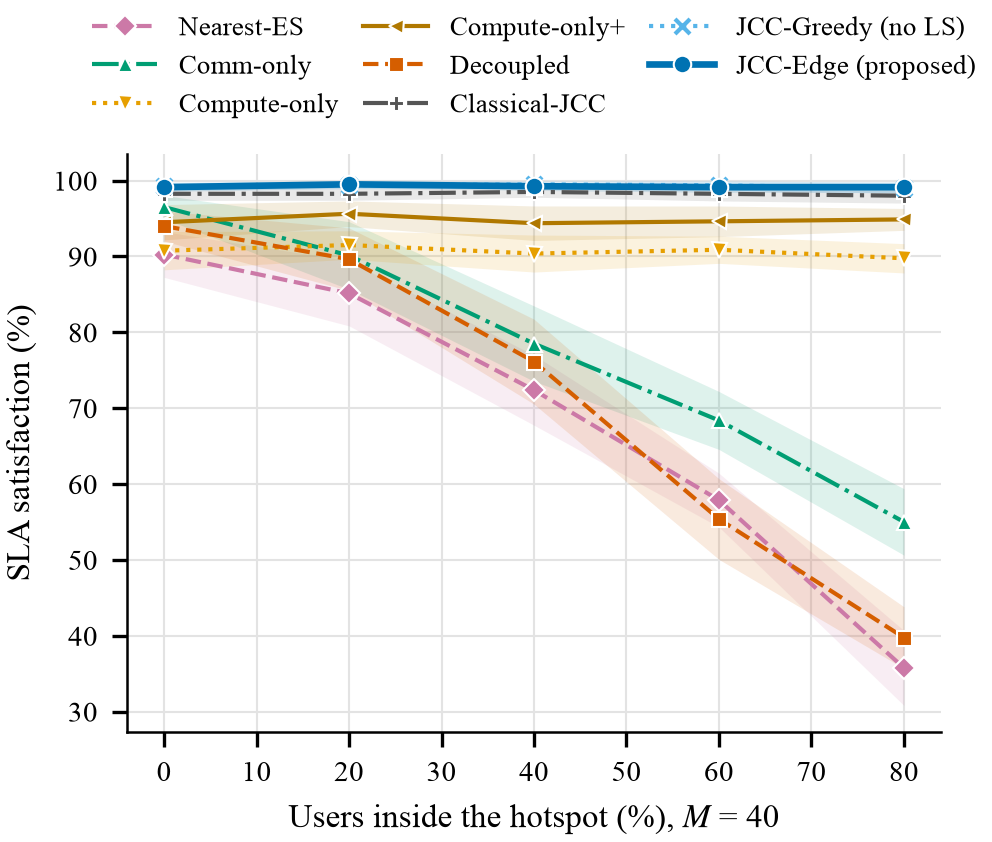 Nearest-ES
Comm-only
Compute-only
Compute-only+
Decoupled
Classical-JCC
JCC-Greedy (no LS)
JCC-Edge (proposed)
SLA satisfaction (%)
100
90
80
70
60
50
40
30
0 10 20 30 40 50 60 70 80
Users inside the hotspot (%), M = 40